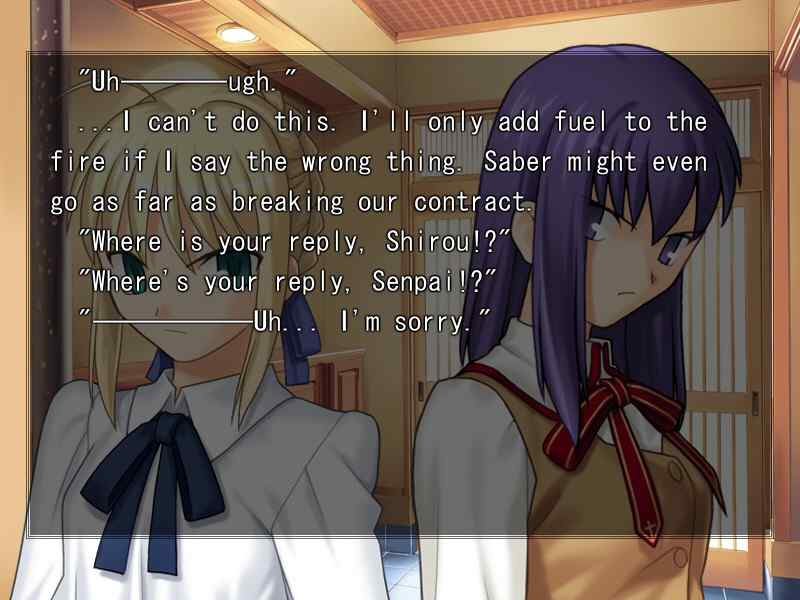 "Uh————ugh."
...I can't do this. I'll only add fuel to the
fire if I say the wrong thing. Saber might even
go as far as breaking our contract.
"Where is your reply, Shirou!?"
"Where's your reply, Senpai!?"
"——————Uh... I'm sorry."